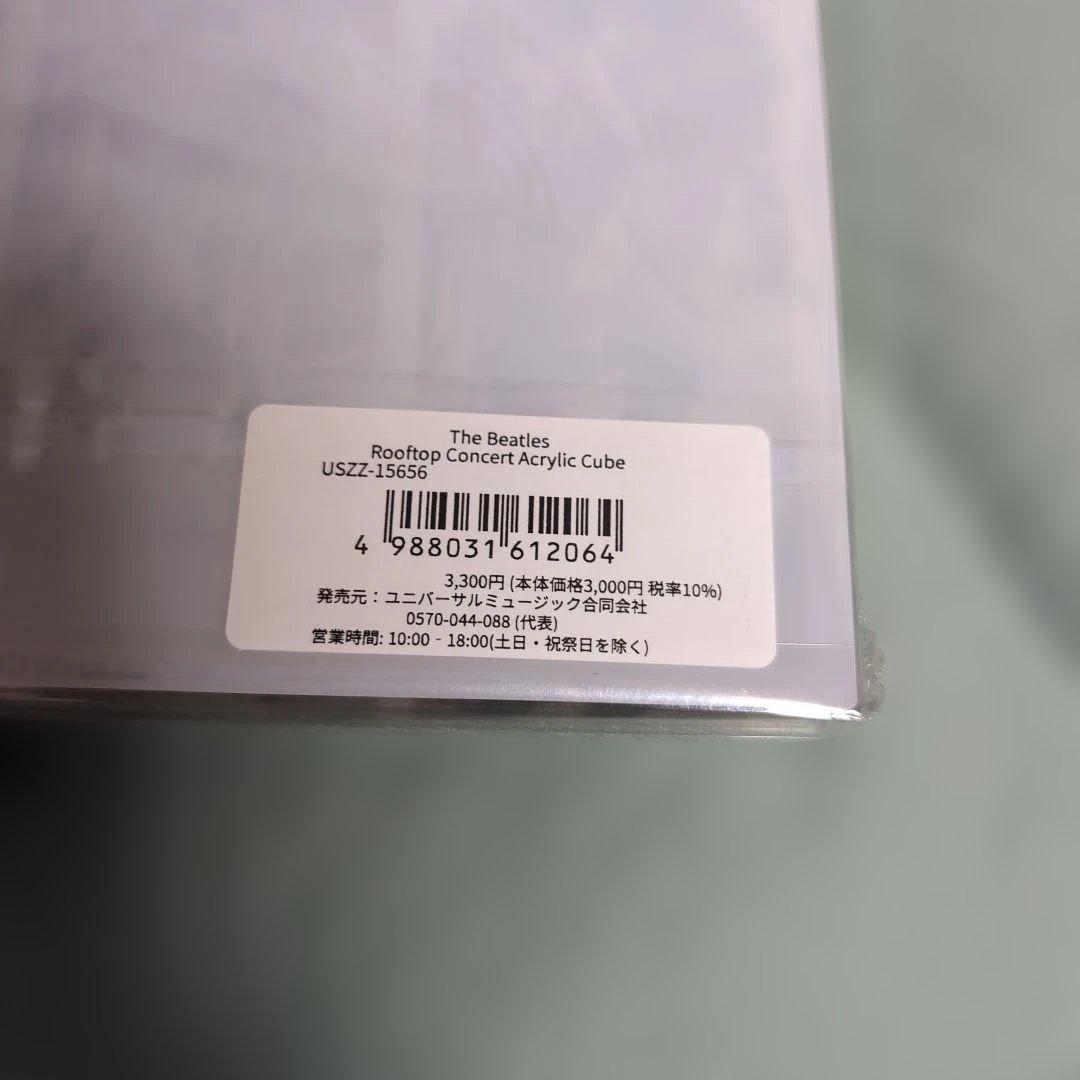 The Beatles
Rooftop Concert Acrylic Cube
USZZ-15656
4 988031 612064
3,300円 (本体価格3,000円 税率10%)
発売元：ユニバーサルミュージック合同会社
0570-044-088 (代表)
営業時間: 10:00 - 18:00(土日・祝祭日を除く)